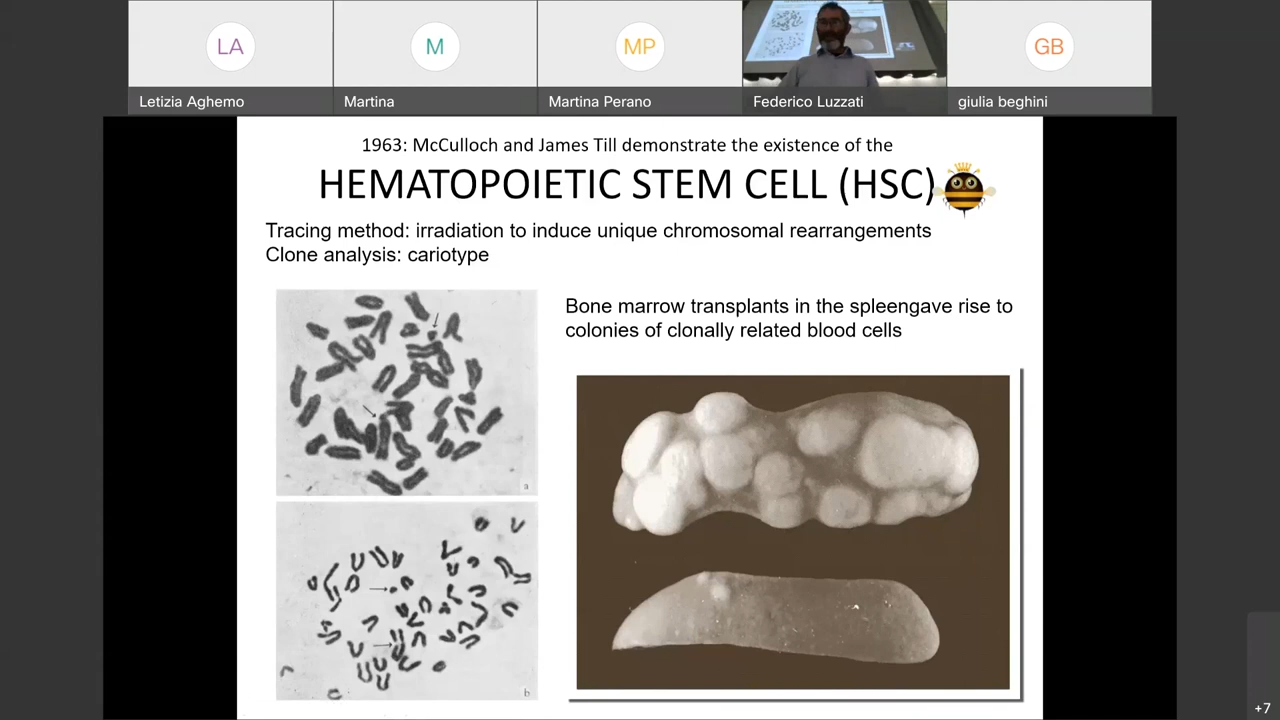 LA
M
MP
GB
Letizia Aghemo
Martina
Martina Perano
Federico Luzzati
giulia beghini
1963: McCulloch and James Till demonstrate the existence of the
HEMATOPOIETIC STEM CELL (HSC)
Tracing method: irradiation to induce unique chromosomal rearrangements
Clone analysis: cariotype
Bone marrow transplants in the spleengave rise to
colonies of clonally related blood cells
a
b
+7